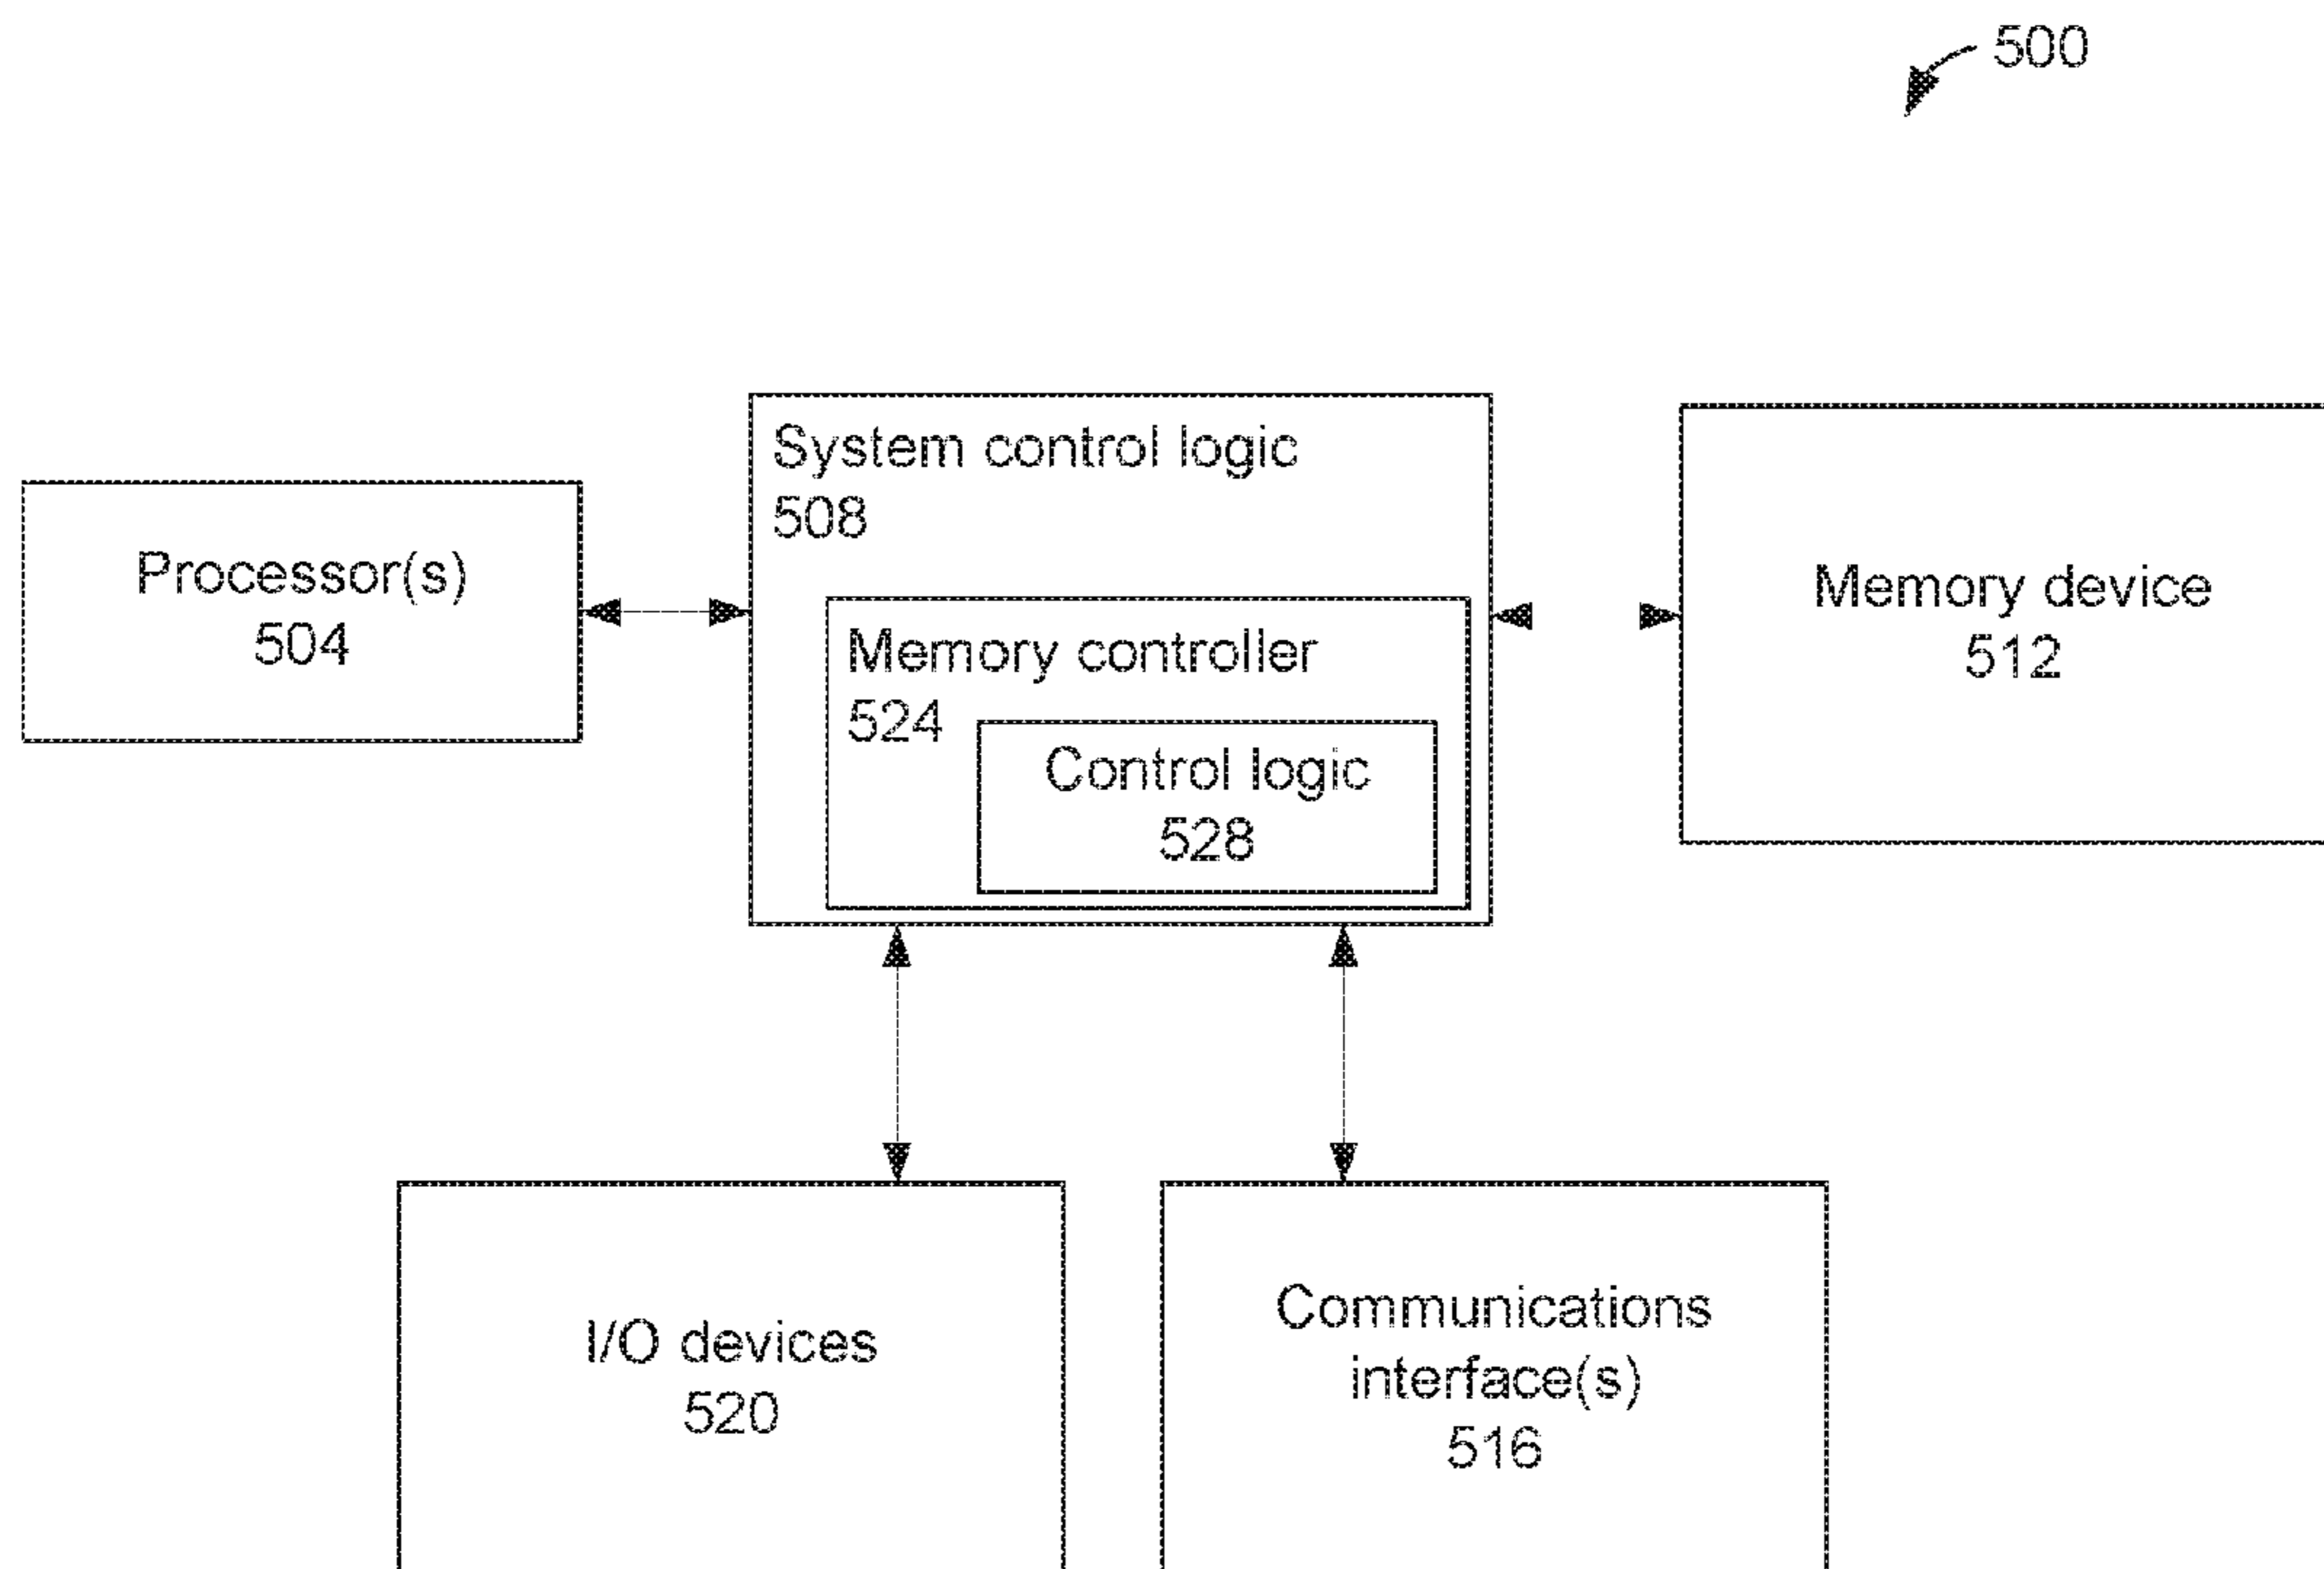 500
System control logic
508
Processor(s)
504
Memory controller
524
Control logic
528
Memory device
512
I/O devices
520
Communications
interface(s)
516